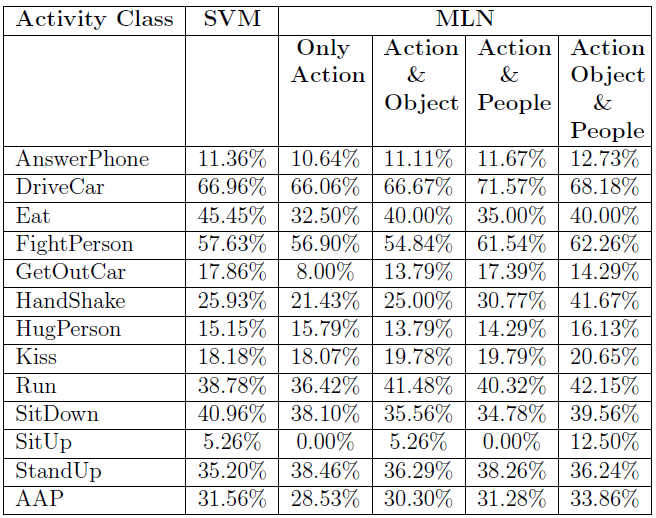 Activity Class SVM MLN
Only Action Action Action
Action & & Object
Object People &
People
AnswerPhone 11.36% 10.64% 11.11% 11.67% 12.73%
DriveCar 66.96% 66.06% 66.67% 71.57% 68.18%
Eat 45.45% 32.50% 40.00% 35.00% 40.00%
FightPerson 57.63% 56.90% 54.84% 61.54% 62.26%
GetOutCar 17.86% 8.00% 13.79% 17.39% 14.29%
HandShake 25.93% 21.43% 25.00% 30.77% 41.67%
HugPerson 15.15% 15.79% 13.79% 14.29% 16.13%
Kiss 18.18% 18.07% 19.78% 19.79% 20.65%
Run 38.78% 36.42% 41.48% 40.32% 42.15%
SitDown 40.96% 38.10% 35.56% 34.78% 39.56%
SitUp 5.26% 0.00% 5.26% 0.00% 12.50%
StandUp 35.20% 38.46% 36.29% 38.26% 36.24%
AAP 31.56% 28.53% 30.30% 31.28% 33.86%